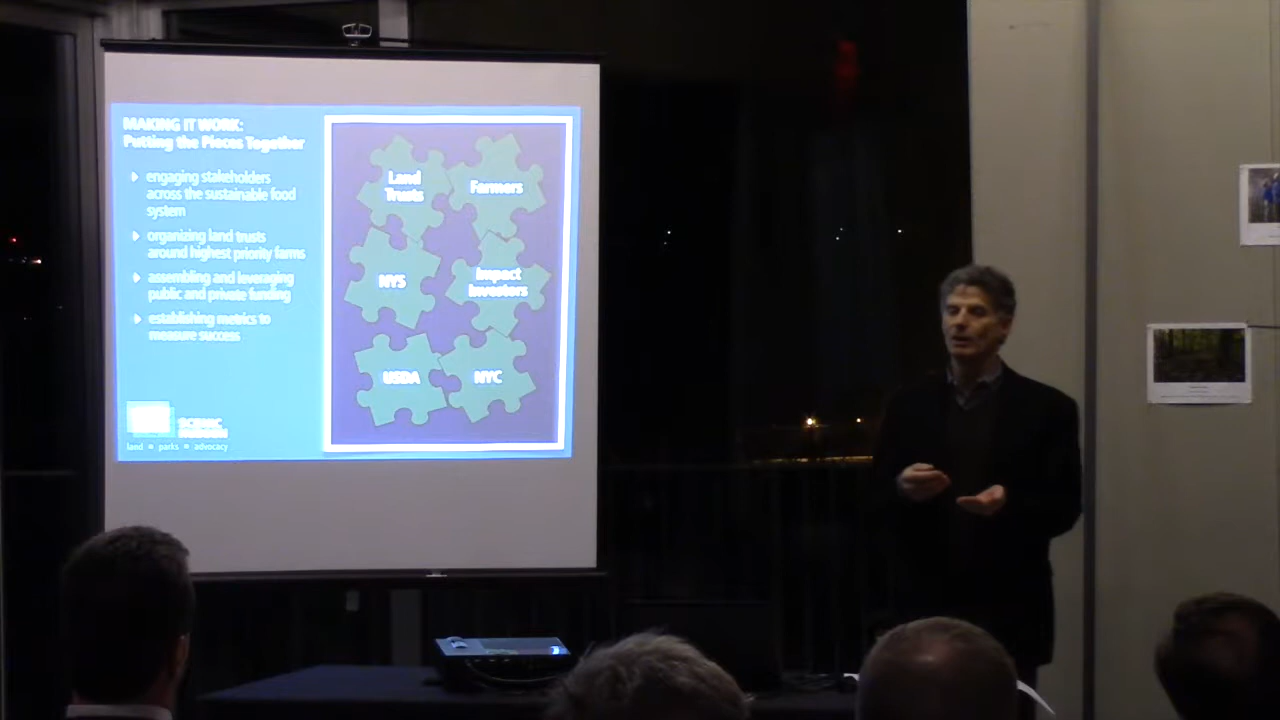 MAKING IT WORK:
Putting the Pieces Together
engaging stakeholders
across the sustainable food
system
organizing land trusts
around highest priority farms
assembling and leveraging
public and private funding
establishing metrics to
measure success
Land
Trusts
Farmers
NYS
Impact
Investors
USDA
NYC
SCENIC
HUDSON
land • parks • advocacy